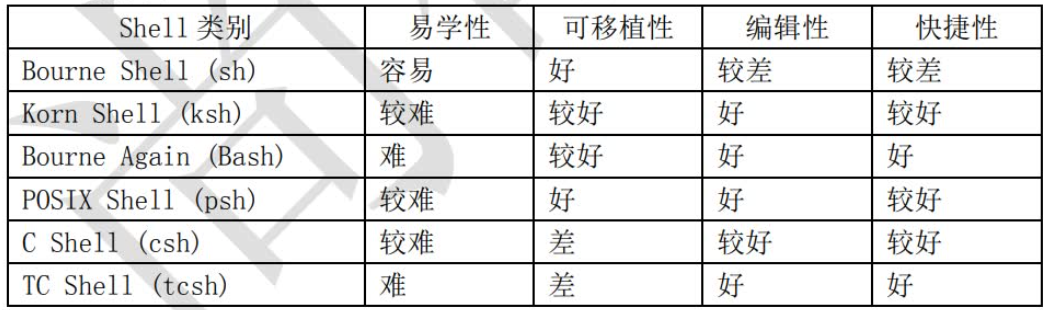 Shell 类别 易学性 可移植性 编辑性 快捷性
Bourne Shell (sh) 容易 好 较差 较差
Korn Shell (ksh) 较难 较好 好 较好
Bourne Again (Bash) 难 较好 好 好
POSIX Shell (psh) 较难 好 好 较好
C Shell (csh) 较难 差 较好 较好
TC Shell (tcsh) 难 差 好 好